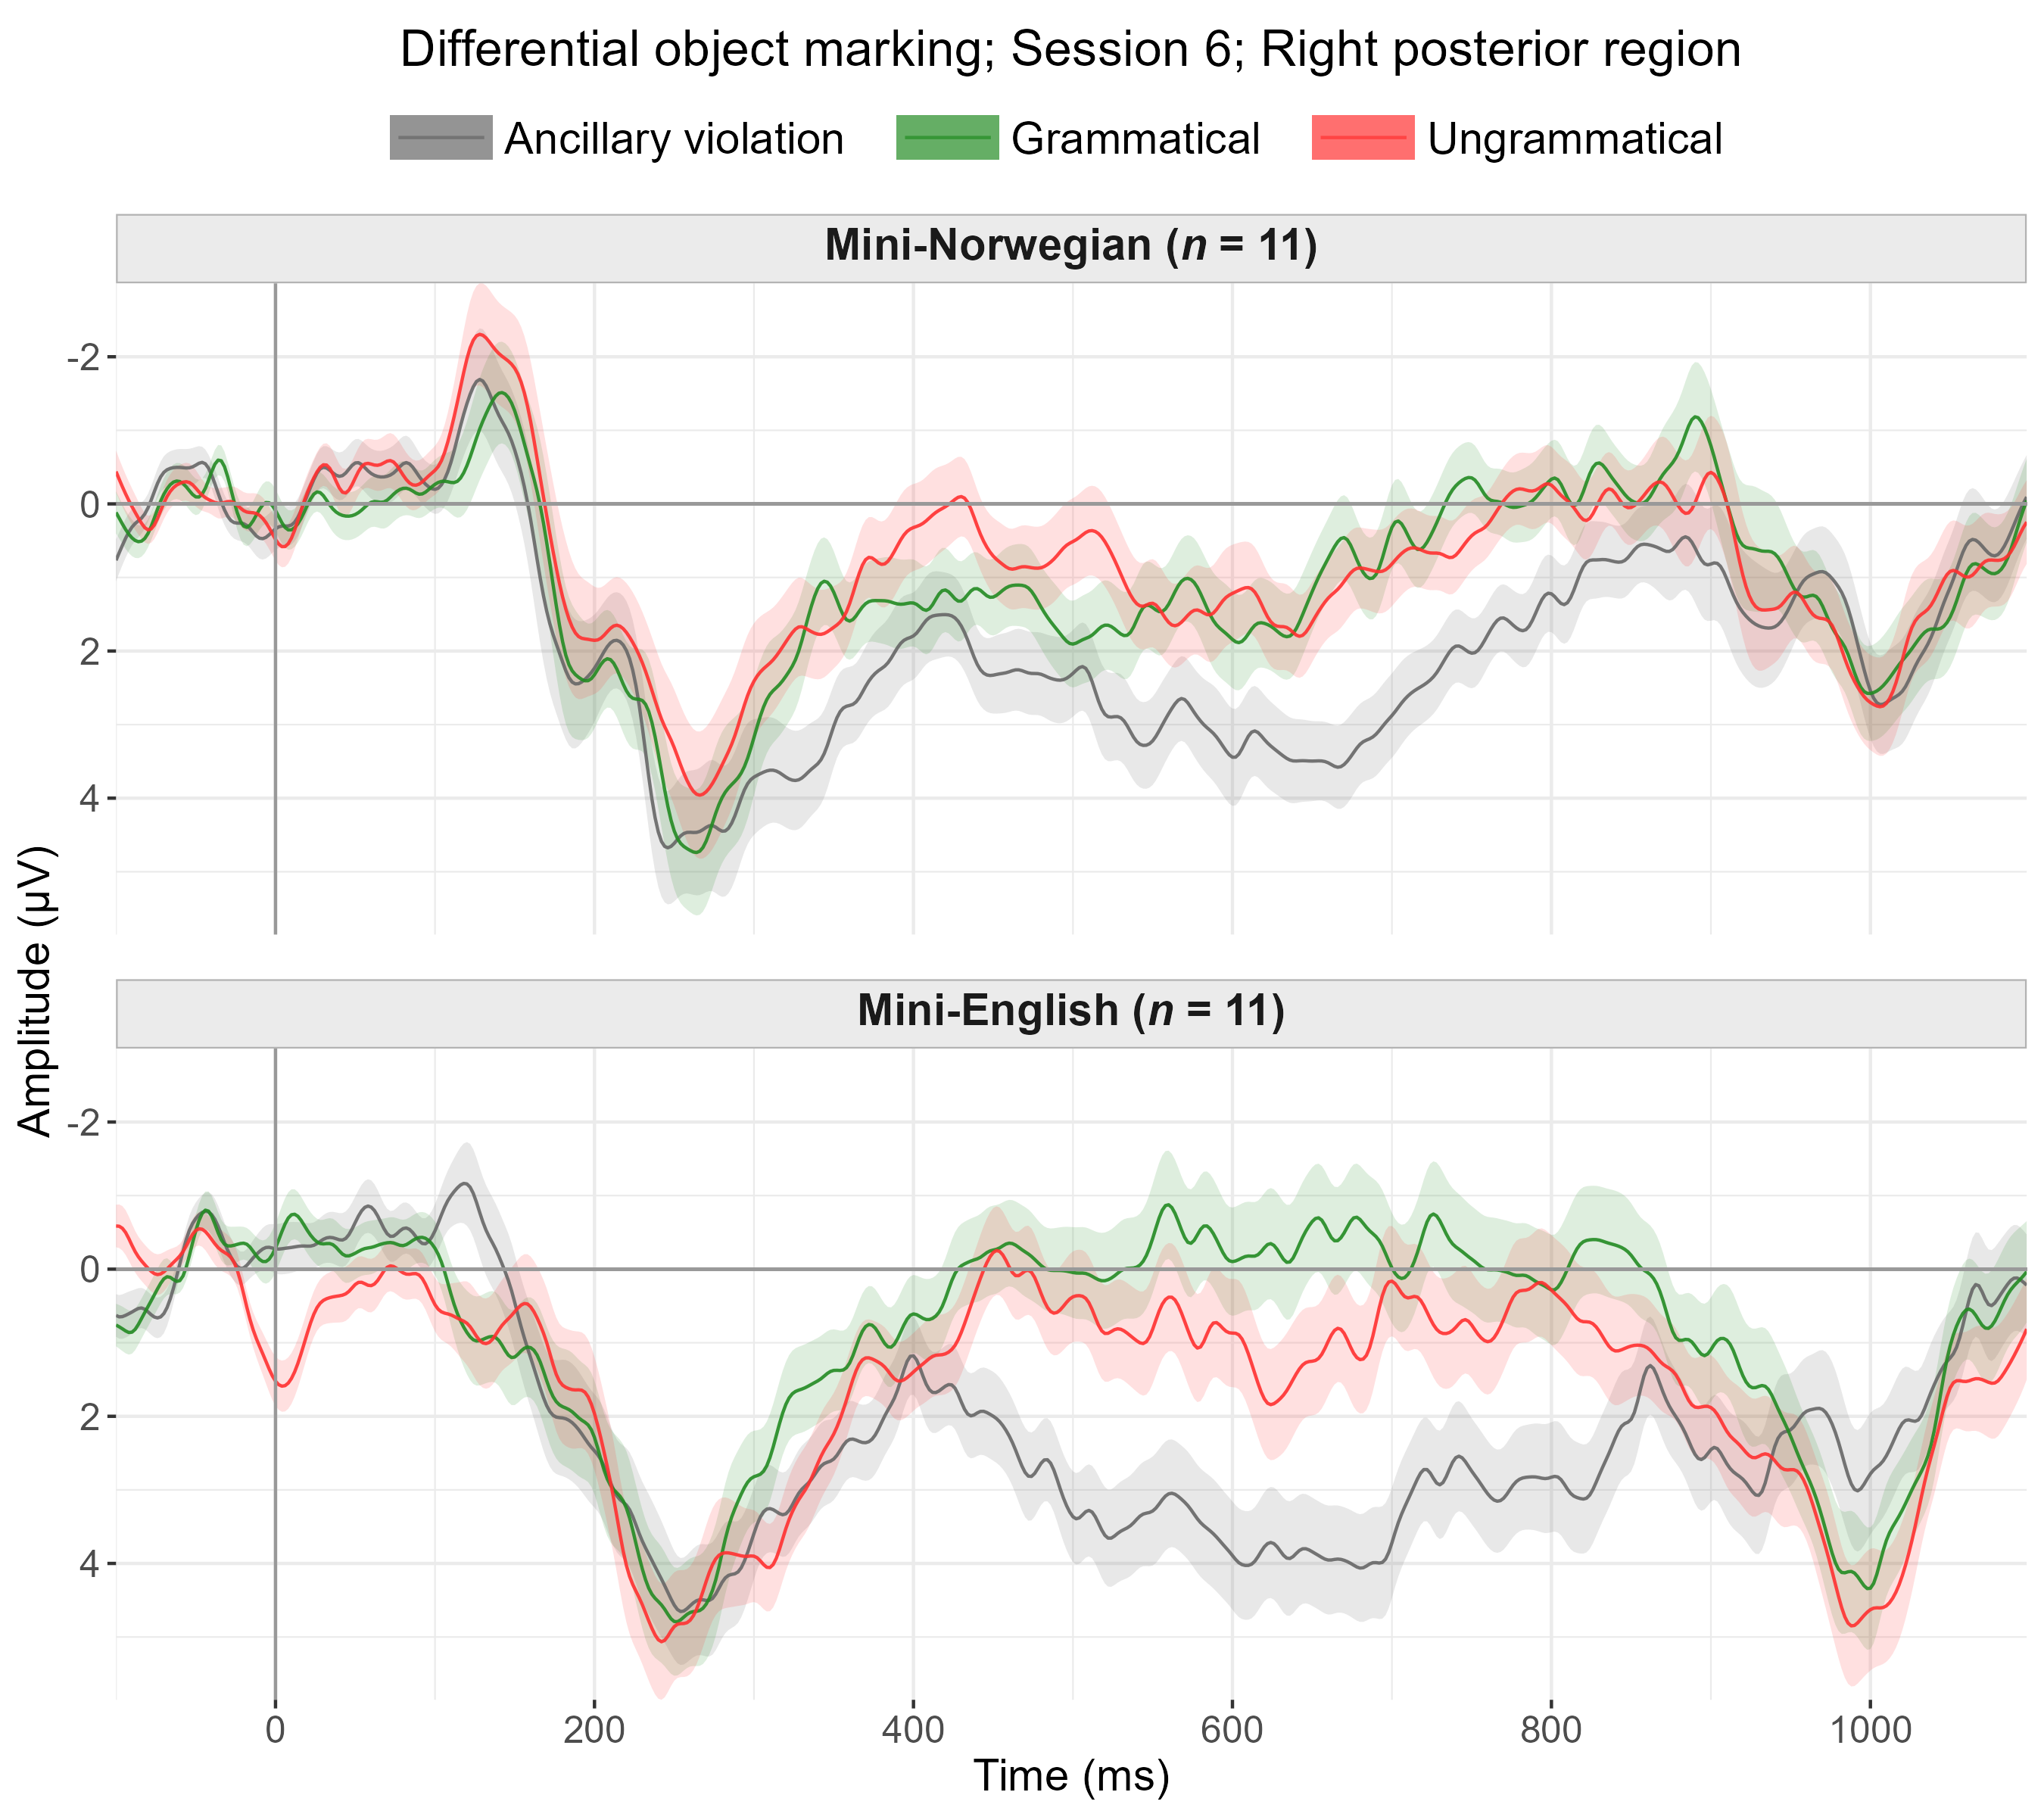 Differential object marking; Session 6; Right posterior region
Ancillary violation Grammatical Ungrammatical
Mini-Norwegian (n = 11)
-2
0
2
4
Mini-English (n = 11)
-2
0
2
4
Amplitude (µV)
0 200 400 600 800 1000
Time (ms)